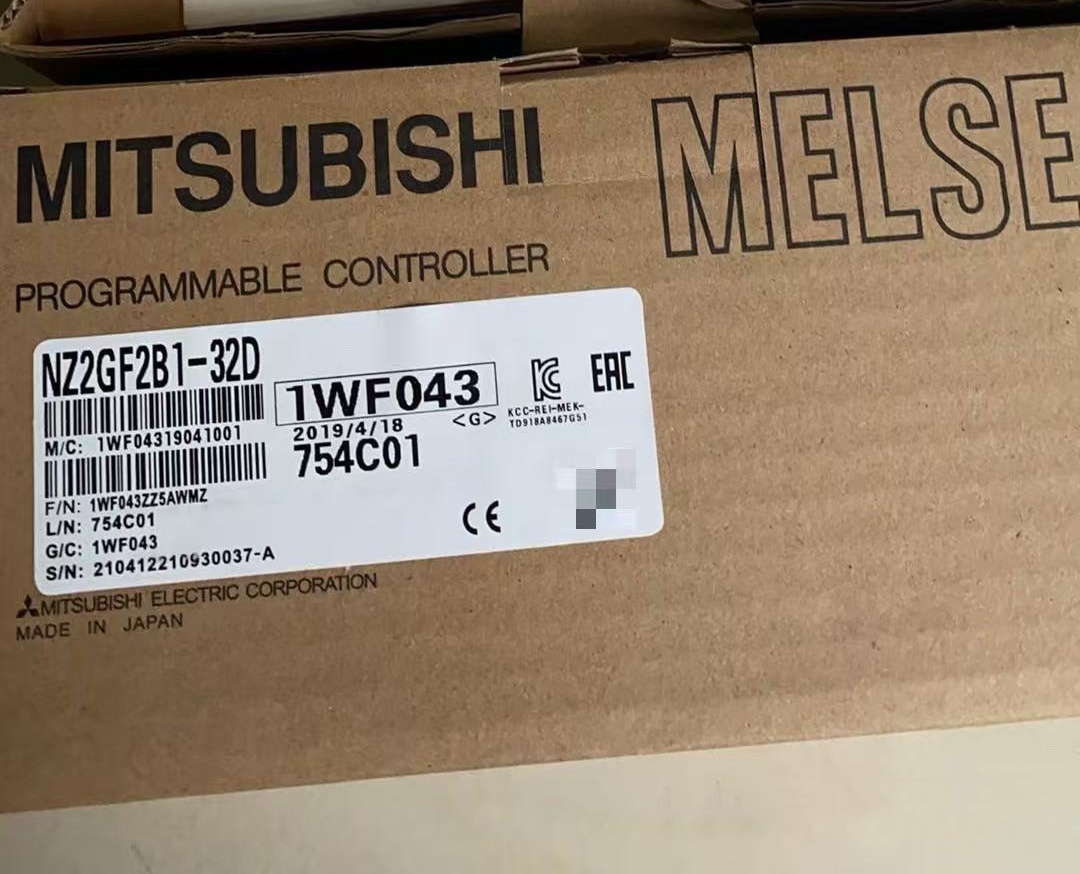 MITSUBISHI
MELSE
PROGRAMMABLE CONTROLLER
NZ2GF2B1-32D
M/C: 1WF04319041001
F/N: 1WF043ZZ5AWMZ
L/N: 754C01
G/C: 1WF043
S/N: 210412210930037-A
1WF043
2019/4/18
<G>
754C01
KCC-REI-MEK-
TD918A8467G51
EAC
CE
MITSUBISHI ELECTRIC CORPORATION
MADE IN JAPAN